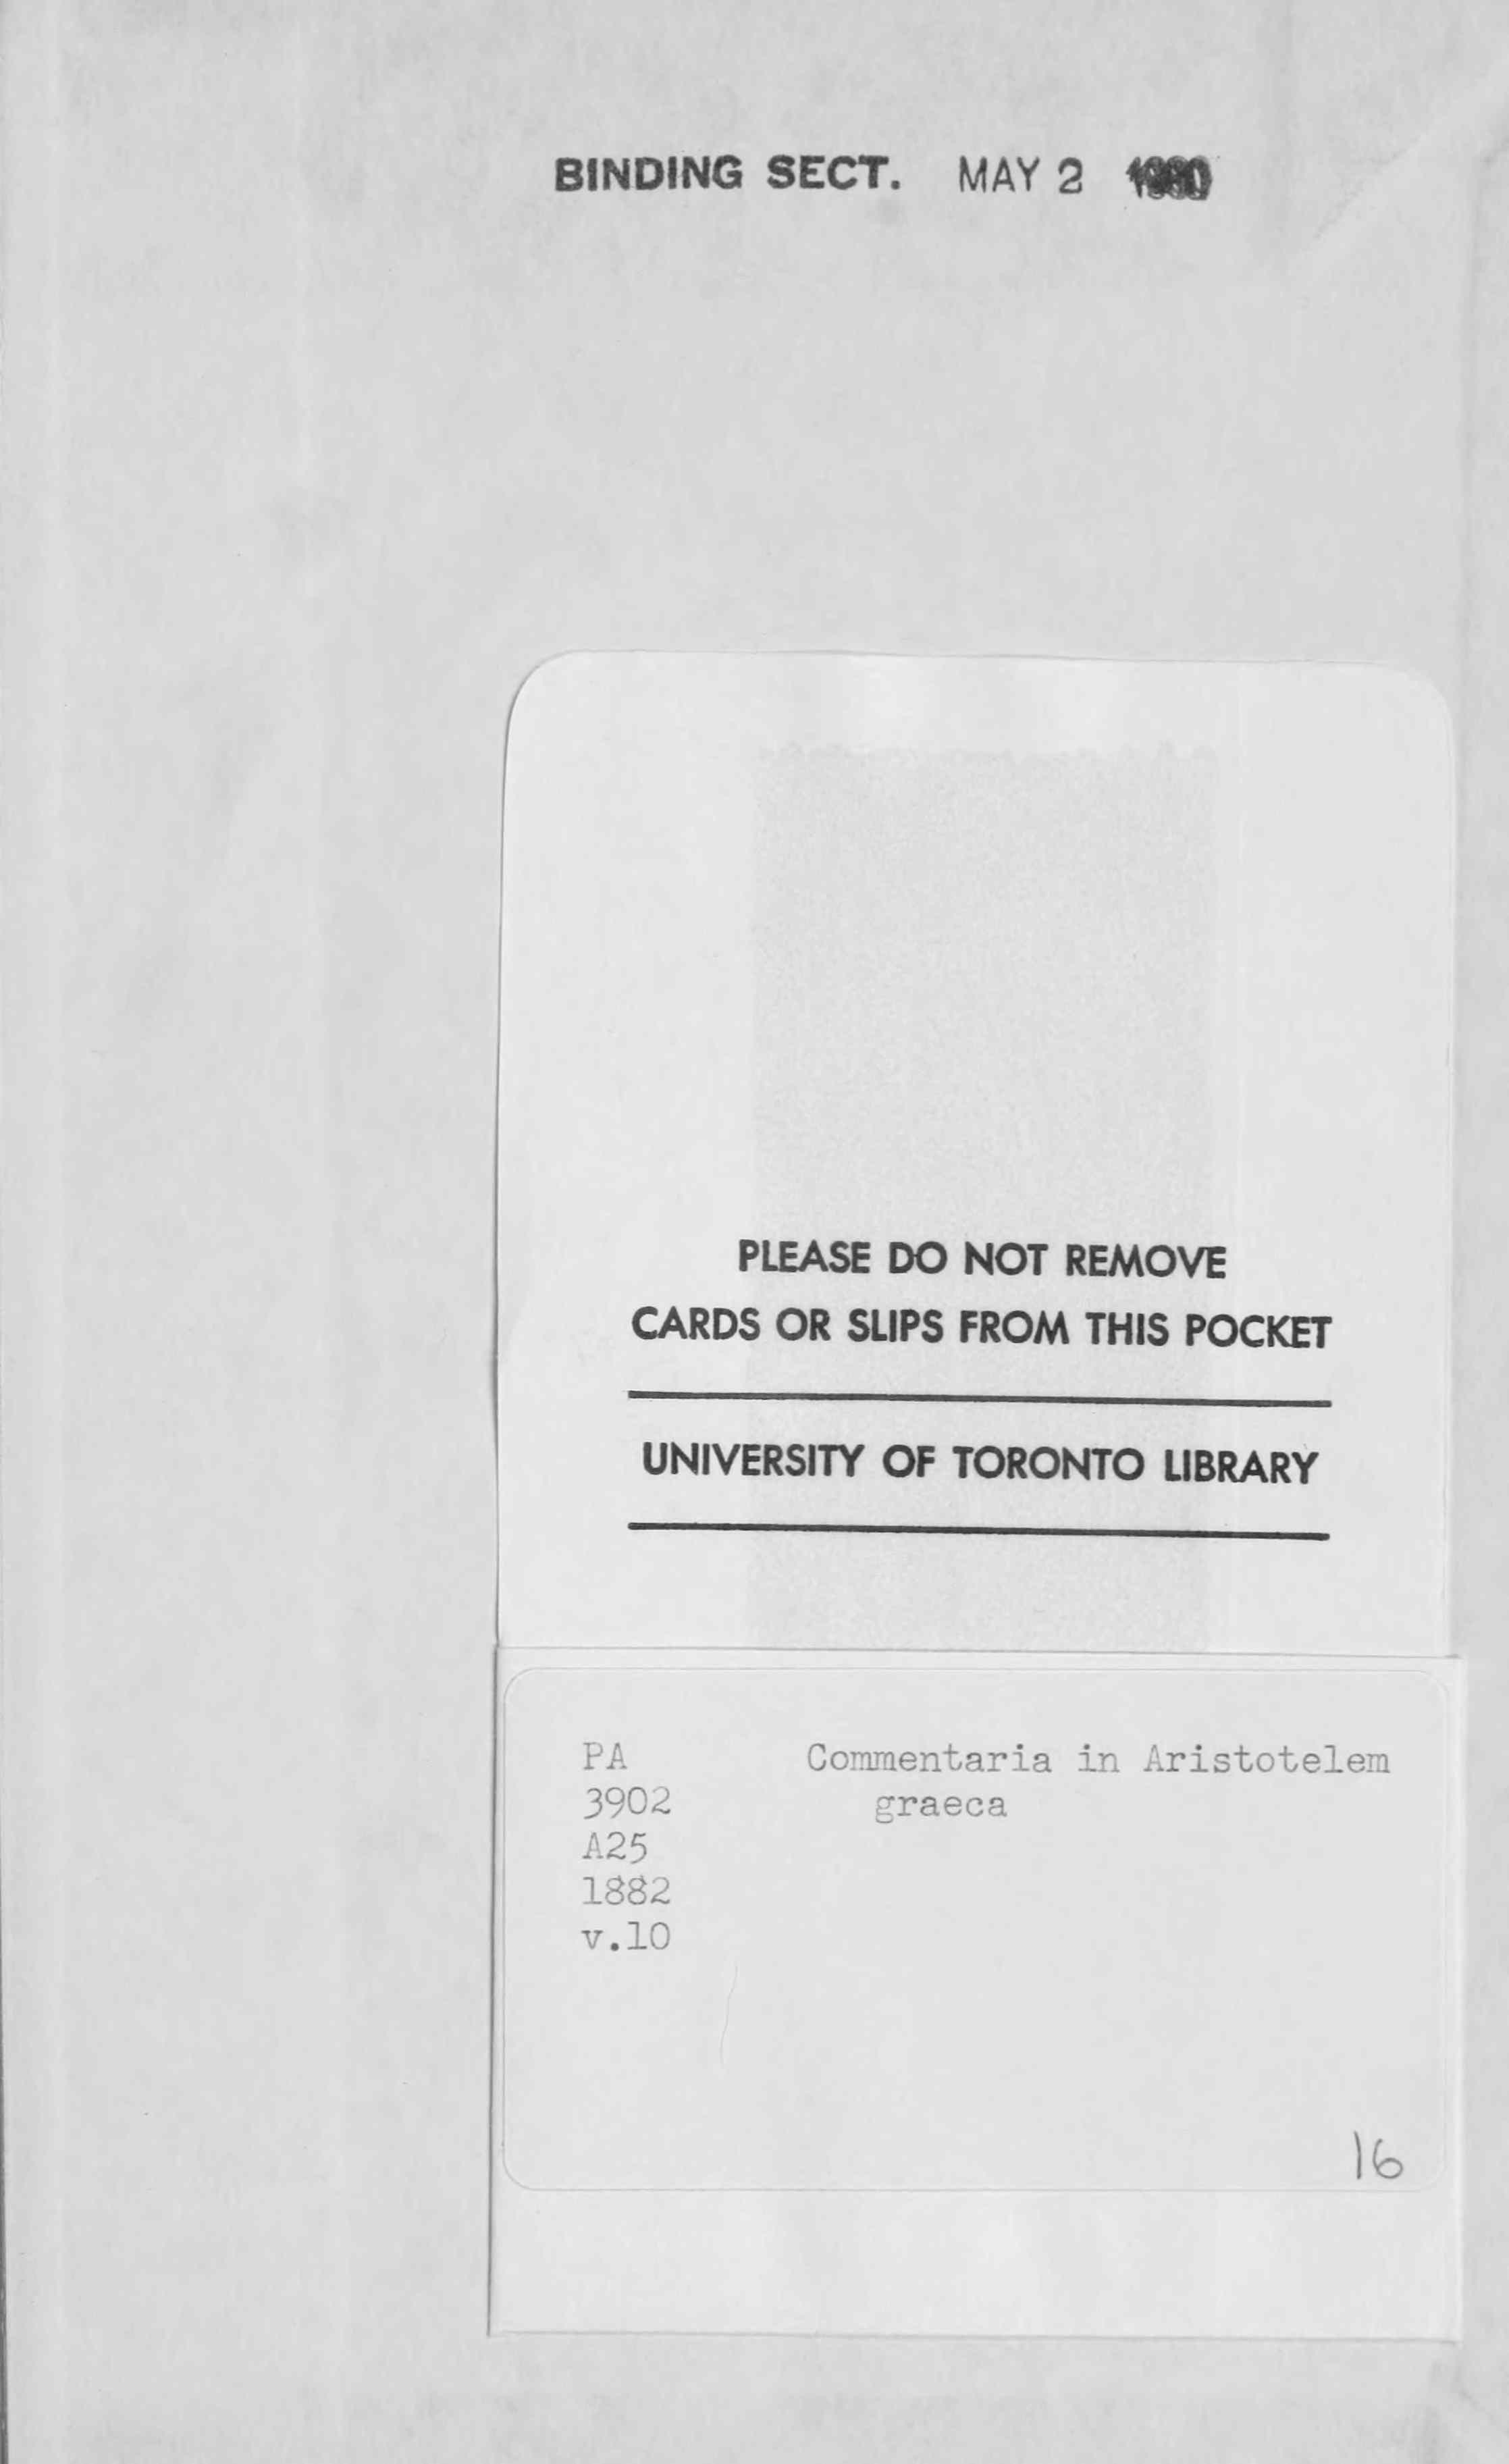 BINDING SECT. MAY 2
PLEASE DO NOT REMOVE
CARDS OR SLIPS FROM THIS POCKET
UNIVERSITY OF TORONTO LIBRARY
PA Commentaria in Aristotelem
3902 graeca
A25
1882
v.10
16